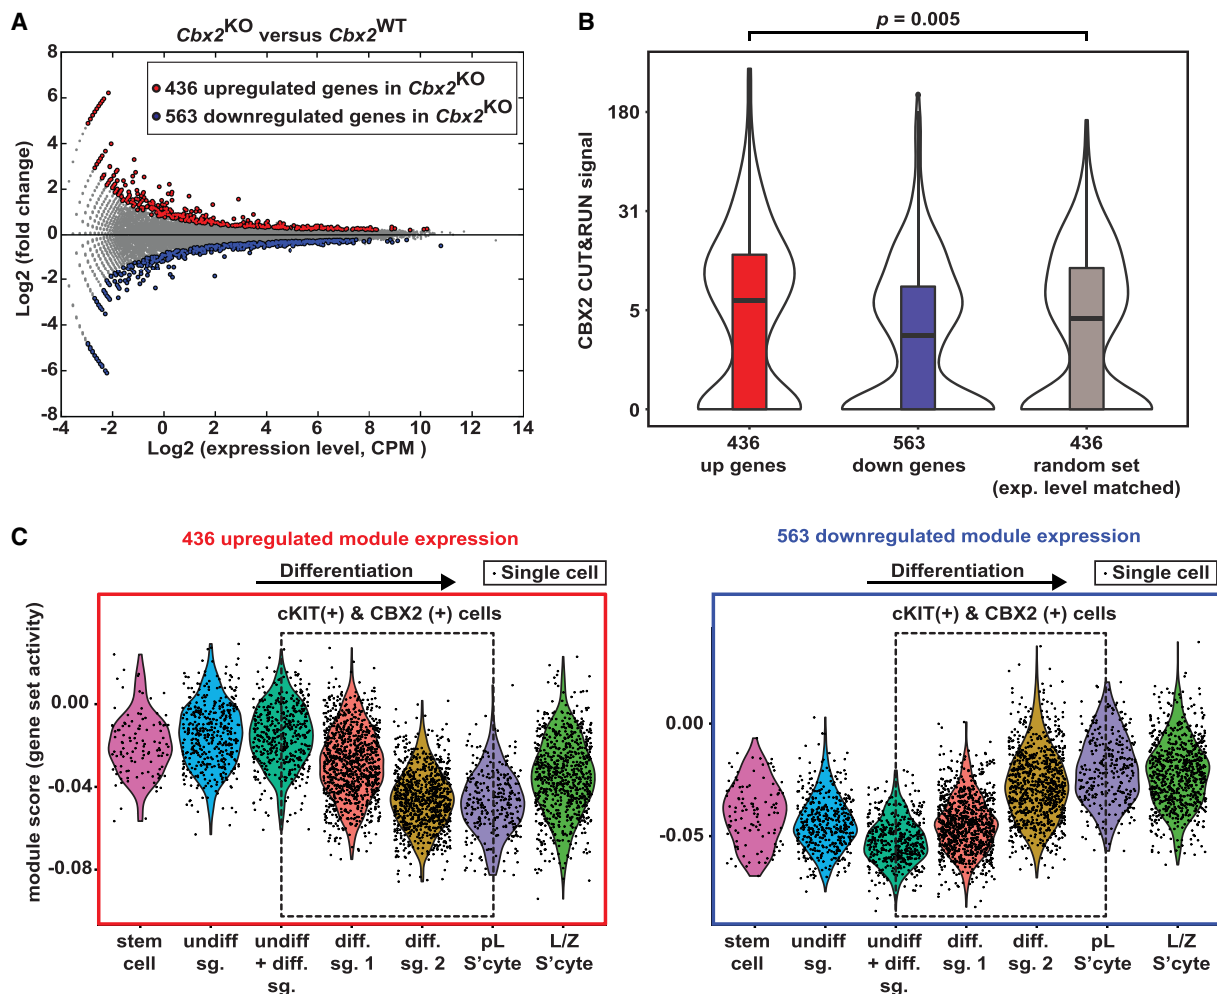 A
Cbx2KO versus Cbx2WT
436 upregulated genes in Cbx2KO
563 downregulated genes in Cbx2KO
Log2 (fold change)
8
6
4
2
0
-2
-4
-6
-8
-4
-2
0
2
4
6
8
10
12
14
Log2 (expression level, CPM )
B
p = 0.005
CBX2 CUT&RUN signal
180
31
5
0
436
up genes
563
down genes
436
random set
(exp. level matched)
C
436 upregulated module expression
Differentiation
· Single cell
cKIT(+) & CBX2 (+) cells
module score (gene set activity)
0.00
-0.04
-0.08
stem
cell
undiff
sg.
undiff
+ diff.
sg.
diff.
sg. 1
diff.
sg. 2
pL
S'cyte
L/Z
S'cyte
563 downregulated module expression
Differentiation
· Single cell
cKIT(+) & CBX2 (+) cells
0.00
-0.05
stem
cell
undiff
sg.
undiff
+ diff.
sg.
diff.
sg. 1
diff.
sg. 2
pL
S'cyte
L/Z
S'cyte